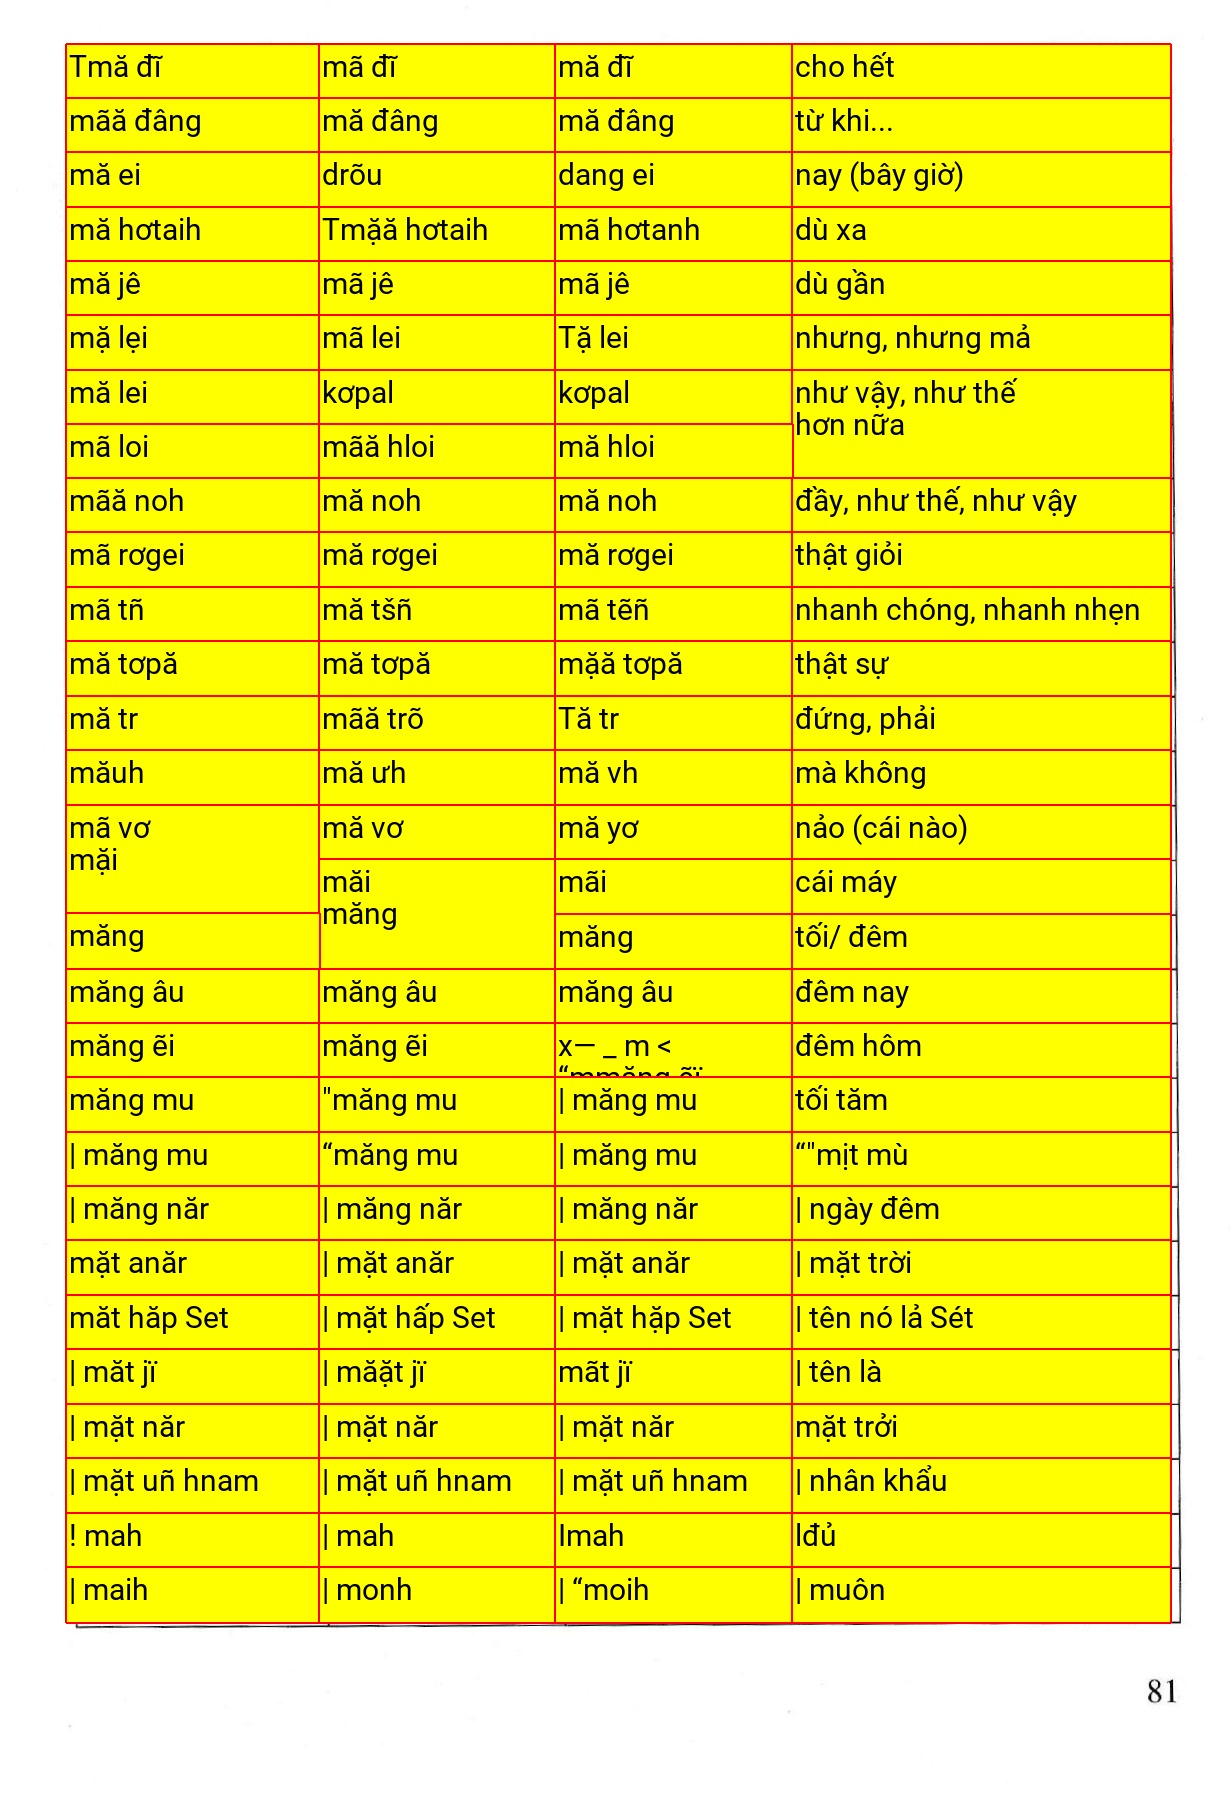 Tmă đĩ mã đĩ mă đĩ cho hết
mãă đâng mă đâng mă đâng từ khi...
mă ei drõu dang ei nay (bây giờ)
mă hơtaih Tmặă hơtaih mã hơtanh dù xa
mă jê mã jê mã jê dù gần
mặ lẹi mã lei Tặ lei nhưng, nhưng mả
mă lei kơpal kơpal như vậy, như thế
hơn nữa
mã loi mãă hloi mă hloi
mãă noh mă noh mă noh đầy, như thế, như vậy
mã rơgei mă rơgei mă rơgei thật giỏi
mã tñ mă tšñ mã tẽñ nhanh chóng, nhanh nhẹn
mă tơpă mă tơpă mặă tơpă thật sự
mă tr mãă trõ Tă tr đứng, phải
măuh mă ưh mă vh mà không
mã vơ mă vơ mă yơ nảo (cái nào)
mặi
măi mãi cái máy
măng
măng măng tối/ đêm
măng âu măng âu măng âu đêm nay
măng ẽi măng ẽi x— _ m < đêm hôm
“mmăng ẽï
măng mu "măng mu | măng mu tối tăm
| măng mu “măng mu | măng mu “"mịt mù
| măng năr | măng năr | măng năr | ngày đêm
mặt anăr | mặt anăr | mặt anăr | mặt trời
măt hăp Set | mặt hấp Set | mặt hặp Set | tên nó lả Sét
| măt jï | măặt jï mãt jï | tên là
| mặt năr | mặt năr | mặt năr mặt trởi
| mặt uñ hnam | mặt uñ hnam | mặt uñ hnam | nhân khẩu
! mah | mah Imah lđủ
| maih | monh | “moih | muôn
81